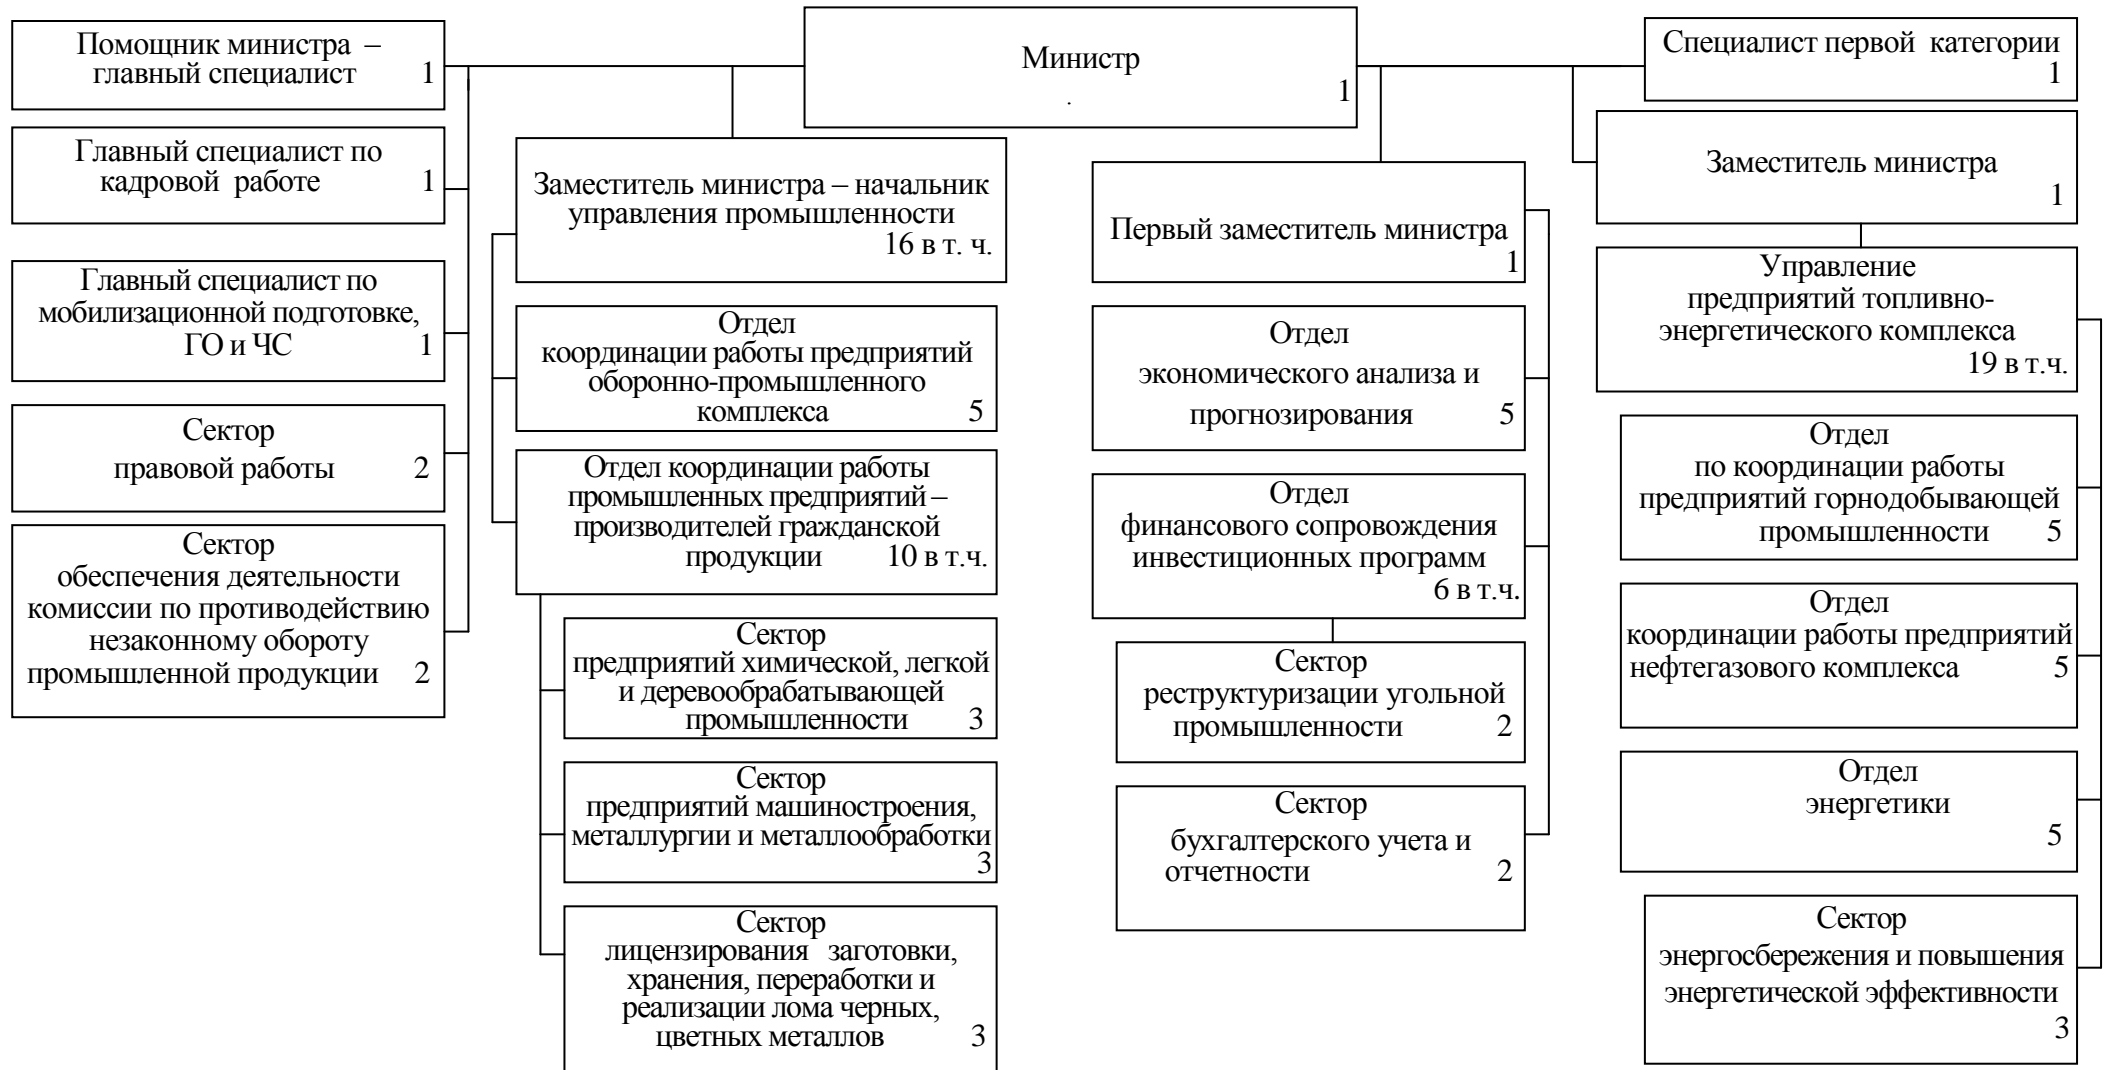 Помощник министра –
главный специалист 1
Главный специалист по
кадровой работе 1
Главный специалист по
мобилизационной подготовке,
ГО и ЧС 1
Сектор
правовой работы 2
Сектор
обеспечения деятельности
комиссии по противодействию
незаконному обороту
промышленной продукции 2
Министр
.
1
Заместитель министра – начальник
управления промышленности
16 в т. ч.
Отдел
координации работы предприятий
оборонно-промышленного
комплекса 5
Отдел координации работы
промышленных предприятий –
производителей гражданской
продукции 10 в т.ч.
Сектор
предприятий химической, легкой
и деревообрабатывающей
промышленности 3
Сектор
предприятий машиностроения,
металлургии и металлообработки
3
Сектор
лицензирования заготовки,
хранения, переработки и
реализации лома черных,
цветных металлов 3
Первый заместитель министра
1
Отдел
экономического анализа и
прогнозирования 5
Отдел
финансового сопровождения
инвестиционных программ
6 в т.ч.
Сектор
реструктуризации угольной
промышленности 2
Сектор
бухгалтерского учета и
отчетности 2
Специалист первой категории
1
Заместитель министра
1
Управление
предприятий топливно-
энергетического комплекса
19 в т.ч.
Отдел
по координации работы
предприятий горнодобывающей
промышленности 5
Отдел
координации работы предприятий
нефтегазового комплекса 5
Отдел
энергетики
5
Сектор
энергосбережения и повышения
энергетической эффективности
3